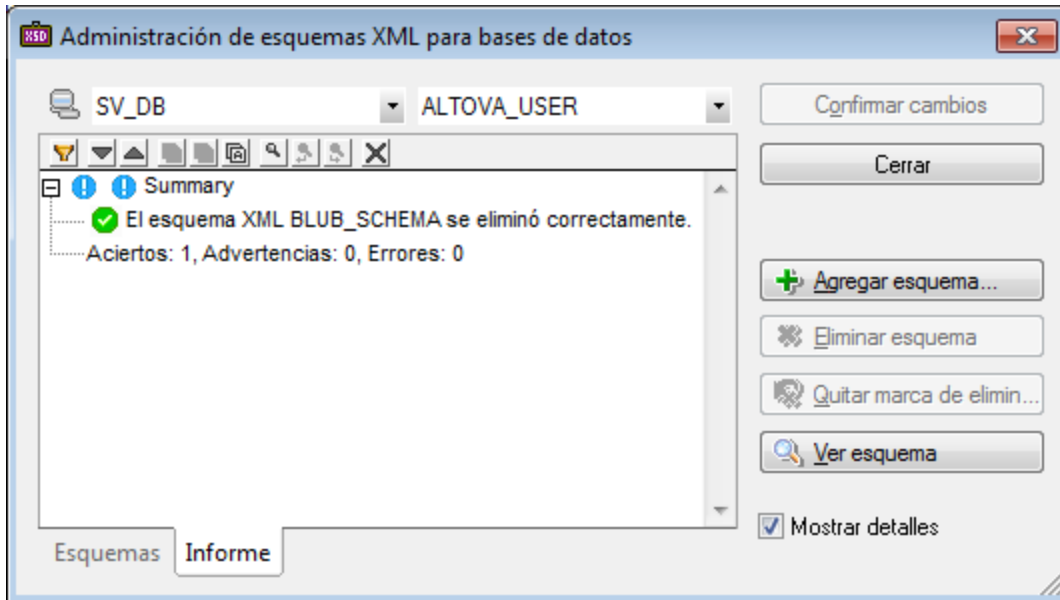 XSD Administración de esquemas XML para bases de datos
SV_DB ALTOVA_USER
Confirmar cambios
Cerrar
Summary
El esquema XML BLUB_SCHEMA se eliminó correctamente.
Aciertos: 1, Advertencias: 0, Errores: 0
Agregar esquema...
Eliminar esquema
Quitar marca de elimin...
Ver esquema
Mostrar detalles
Esquemas Informe